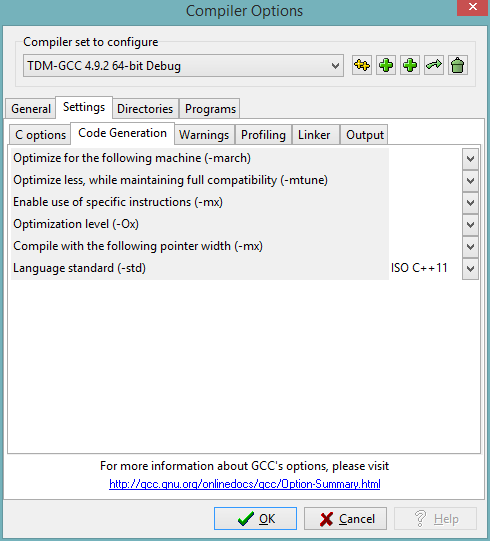 Compiler Options
Compiler set to configure
TDM-GCC 4.9.2 64-bit Debug
General Settings Directories Programs
C options Code Generation Warnings Profiling Linker Output
Optimize for the following machine (-march)
Optimize less, while maintaining full compatibility (-mtune)
Enable use of specific instructions (-mx)
Optimization level (-Ox)
Compile with the following pointer width (-mx)
Language standard (-std) ISO C++11
For more information about GCC's options, please visit
http://gcc.gnu.org/onlinedocs/gcc/Option-Summary.html
OK Cancel Help